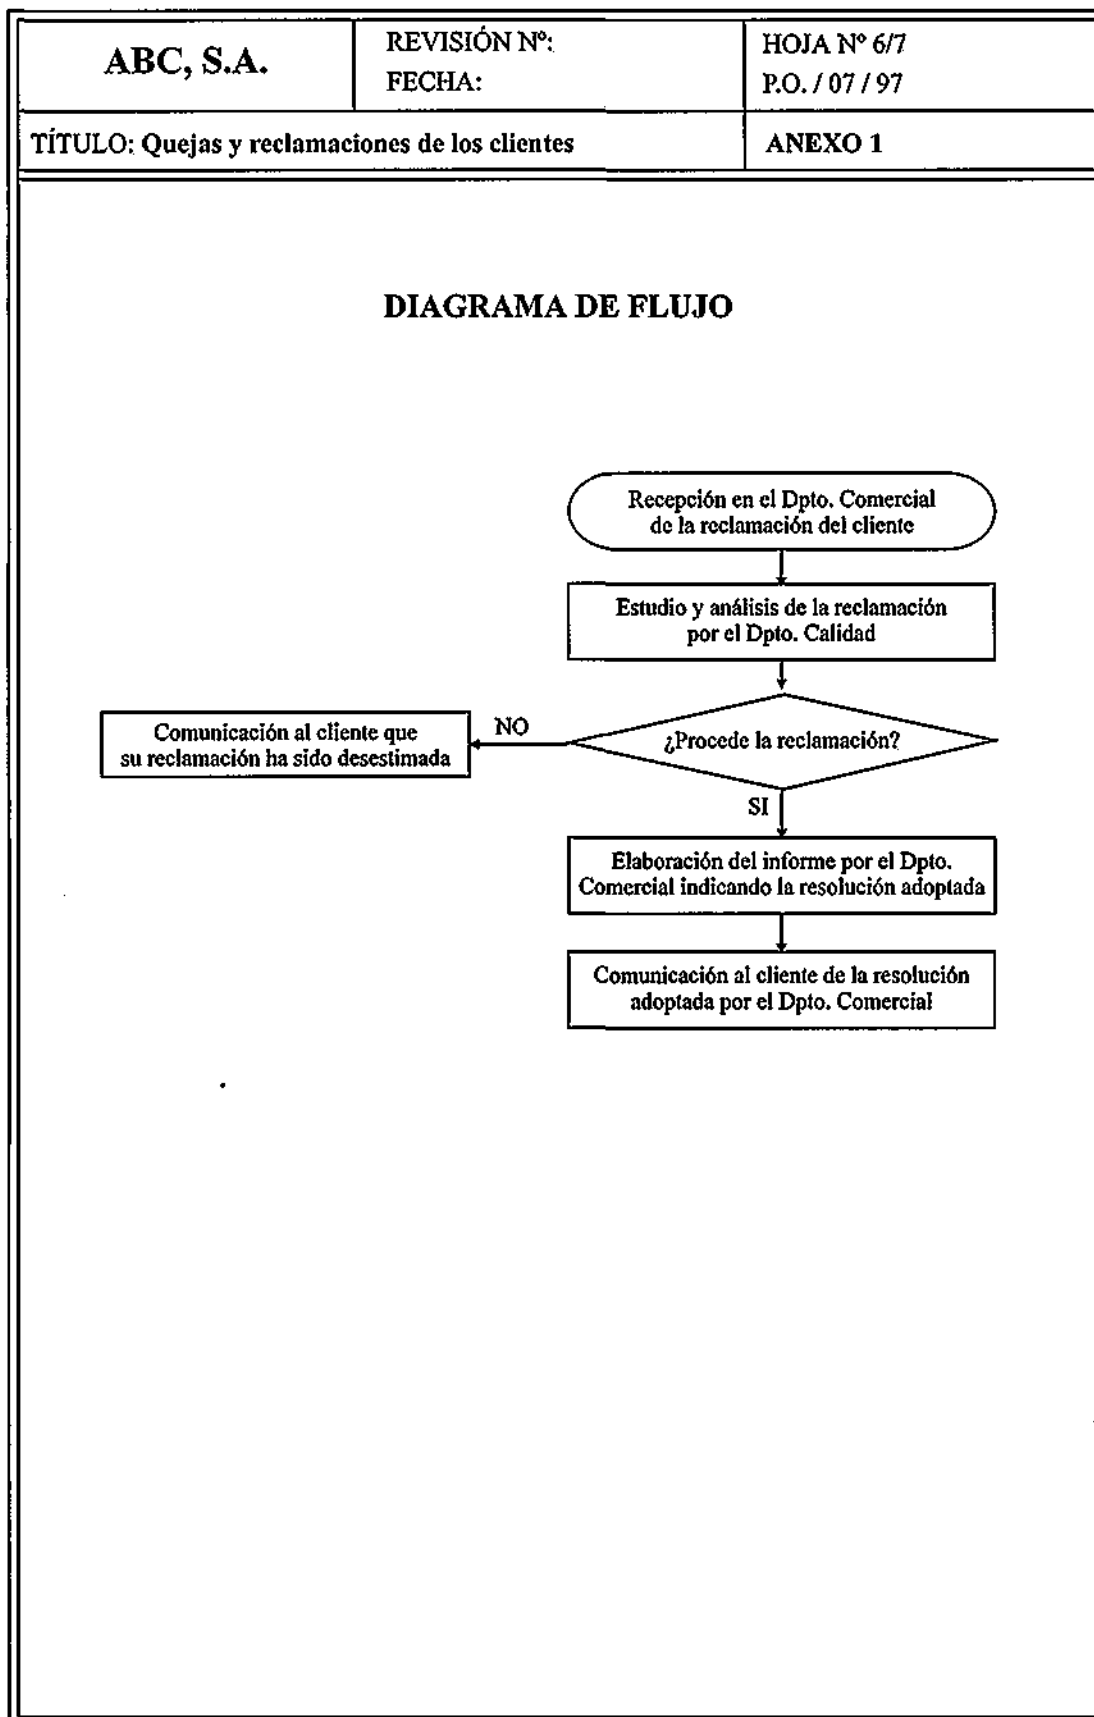 ABC, S.A.
REVISIÓN Nº:
FECHA:
HOJA Nº 6/7
P.O. / 07 / 97
TÍTULO: Quejas y reclamaciones de los clientes
ANEXO 1
DIAGRAMA DE FLUJO
Recepción en el Dpto. Comercial
de la reclamación del cliente
Estudio y análisis de la reclamación
por el Dpto. Calidad
¿Procede la reclamación?
NO
Comunicación al cliente que
su reclamación ha sido desestimada
SI
Elaboración del informe por el Dpto.
Comercial indicando la resolución adoptada
Comunicación al cliente de la resolución
adoptada por el Dpto. Comercial